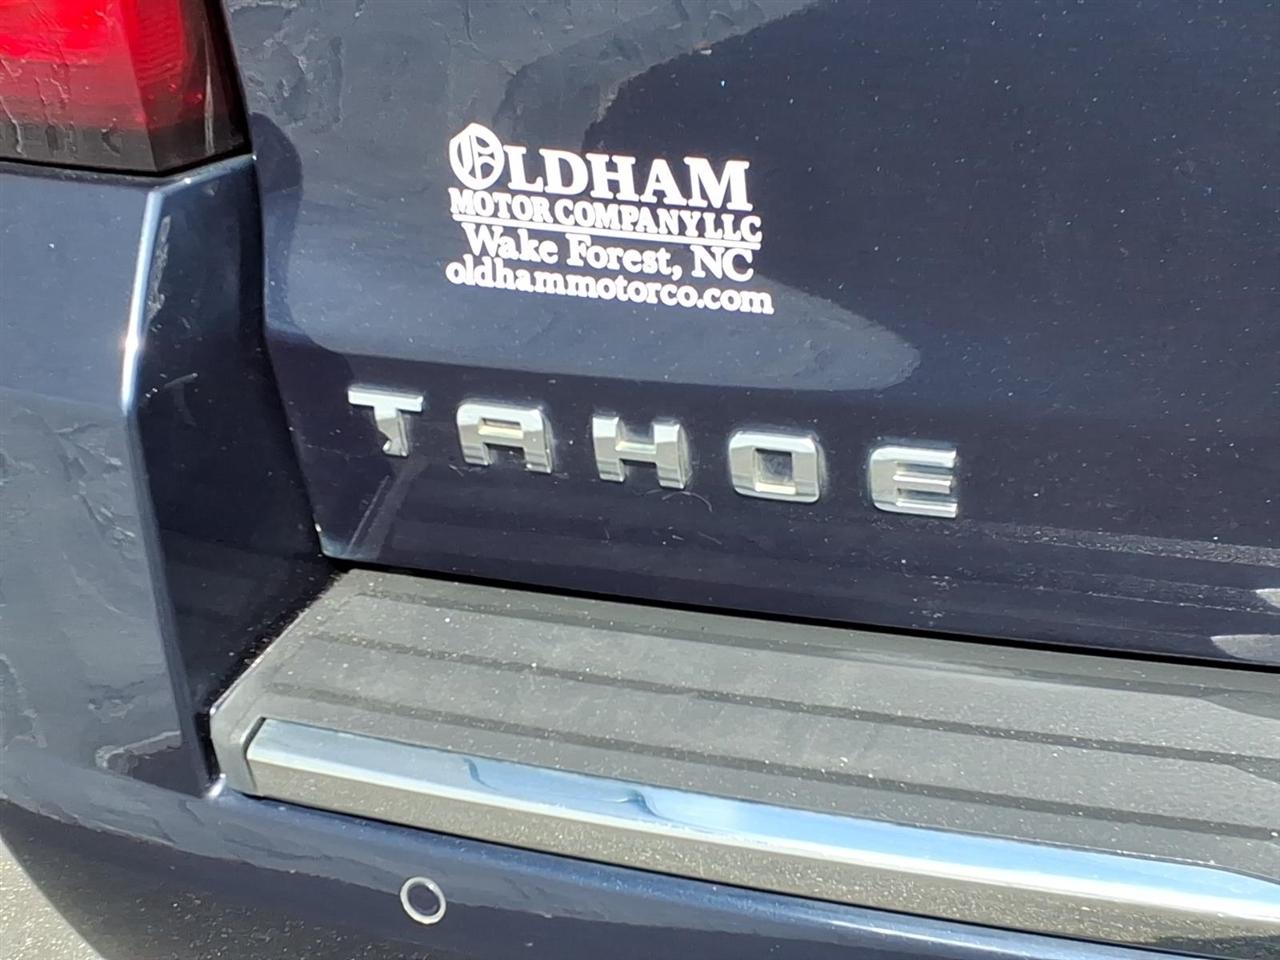 OLDHAM
MOTOR COMPANY LLC
Wake Forest, NC
oldhammotorco.com
TAHOE